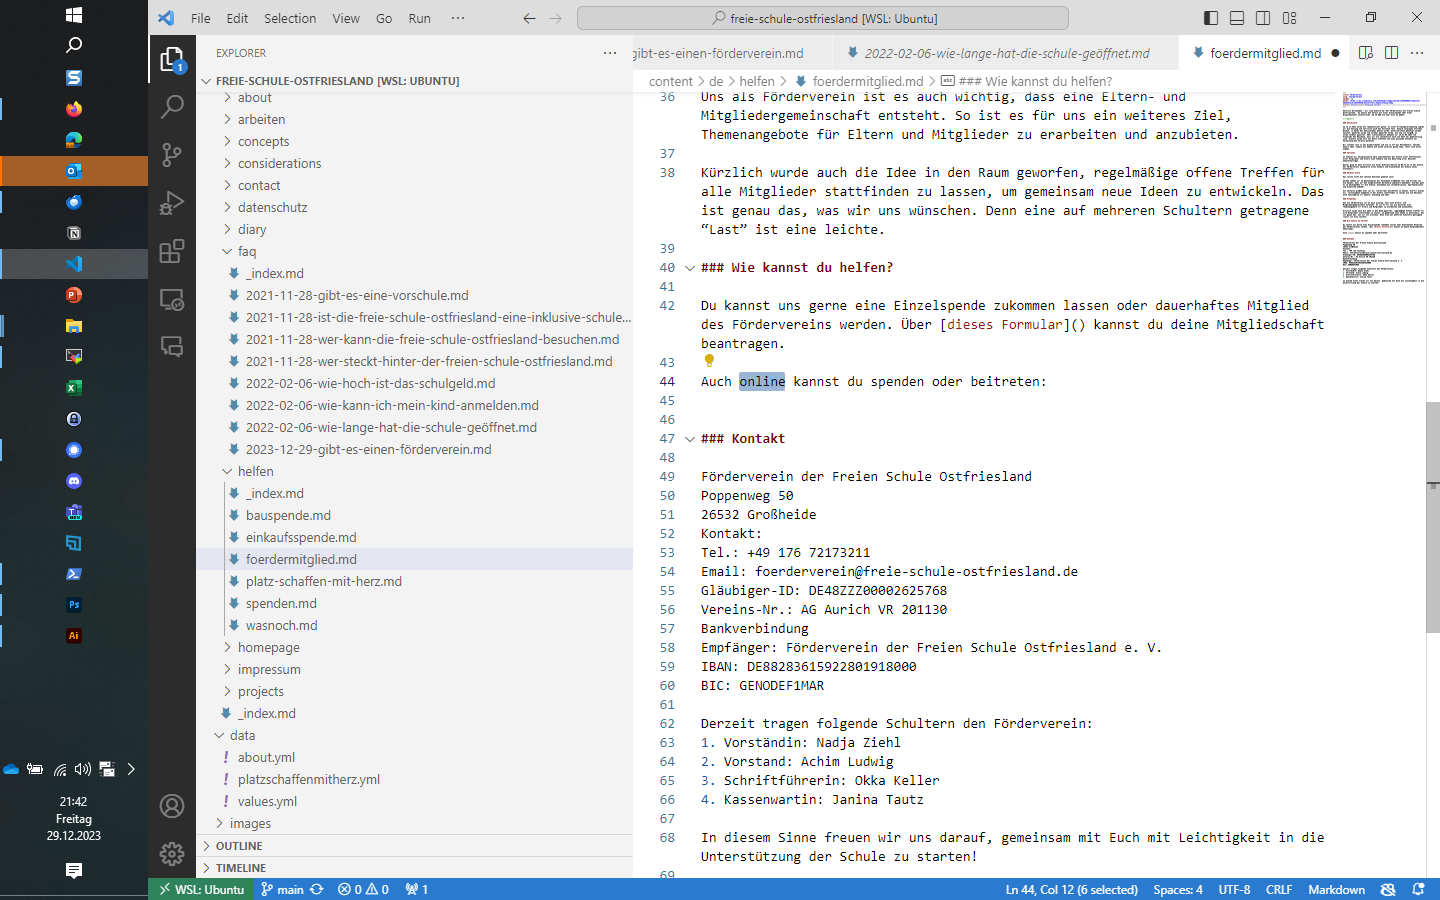 File Edit Selection View Go Run ··· freie-schule-ostfriesland [WSL: Ubuntu]
EXPLORER
gibt-es-einen-förderverein.md 2022-02-06-wie-lange-hat-die-schule-geöffnet.md foerdermitglied.md
FREIE-SCHULE-OSTFRIESLAND [WSL: UBUNTU]
content > de > helfen > foerdermitglied.md > ### Wie kannst du helfen?
about
arbeiten
concepts
considerations
contact
datenschutz
diary
faq
_index.md
2021-11-28-gibt-es-eine-vorschule.md
2021-11-28-ist-die-freie-schule-ostfriesland-eine-inklusive-schule...
2021-11-28-wer-kann-die-freie-schule-ostfriesland-besuchen.md
2021-11-28-wer-steckt-hinter-der-freien-schule-ostfriesland.md
2022-02-06-wie-hoch-ist-das-schulgeld.md
2022-02-06-wie-kann-ich-mein-kind-anmelden.md
2022-02-06-wie-lange-hat-die-schule-geöffnet.md
2023-12-29-gibt-es-einen-förderverein.md
helfen
_index.md
bauspende.md
einkaufsspende.md
foerdermitglied.md
platz-schaffen-mit-herz.md
spenden.md
wasnoch.md
homepage
impressum
projects
_index.md
data
about.yml
platzschaffenmitherz.yml
values.yml
images
OUTLINE
TIMELINE
36 Uns als Förderverein ist es auch wichtig, dass eine Eltern- und
Mitgliedergemeinschaft entsteht. So ist es für uns ein weiteres Ziel,
Themenangebote für Eltern und Mitglieder zu erarbeiten und anzubieten.
37
38 Kürzlich wurde auch die Idee in den Raum geworfen, regelmäßige offene Treffen für
alle Mitglieder stattfinden zu lassen, um gemeinsam neue Ideen zu entwickeln. Das
ist genau das, was wir uns wünschen. Denn eine auf mehreren Schultern getragene
“Last” ist eine leichte.
39
40 ### Wie kannst du helfen?
41
42 Du kannst uns gerne eine Einzelspende zukommen lassen oder dauerhaftes Mitglied
des Fördervereins werden. Über [dieses Formular]() kannst du deine Mitgliedschaft
beantragen.
43
44 Auch online kannst du spenden oder beitreten:
45
46
47 ### Kontakt
48
49 Förderverein der Freien Schule Ostfriesland
50 Poppenweg 50
51 26532 Großheide
52 Kontakt:
53 Tel.: +49 176 72173211
54 Email: foerderverein@freie-schule-ostfriesland.de
55 Gläubiger-ID: DE48ZZZ00002625768
56 Vereins-Nr.: AG Aurich VR 201130
57 Bankverbindung
58 Empfänger: Förderverein der Freien Schule Ostfriesland e. V.
59 IBAN: DE88283615922801918000
60 BIC: GENODEF1MAR
61
62 Derzeit tragen folgende Schultern den Förderverein:
63 1. Vorständin: Nadja Ziehl
64 2. Vorstand: Achim Ludwig
65 3. Schriftführerin: Okka Keller
66 4. Kassenwartin: Janina Tautz
67
68 In diesem Sinne freuen wir uns darauf, gemeinsam mit Euch mit Leichtigkeit in die
Unterstützung der Schule zu starten!
69
21:42
Freitag
29.12.2023
WSL: Ubuntu main 0 0 1 Ln 44, Col 12 (6 selected) Spaces: 4 UTF-8 CRLF Markdown